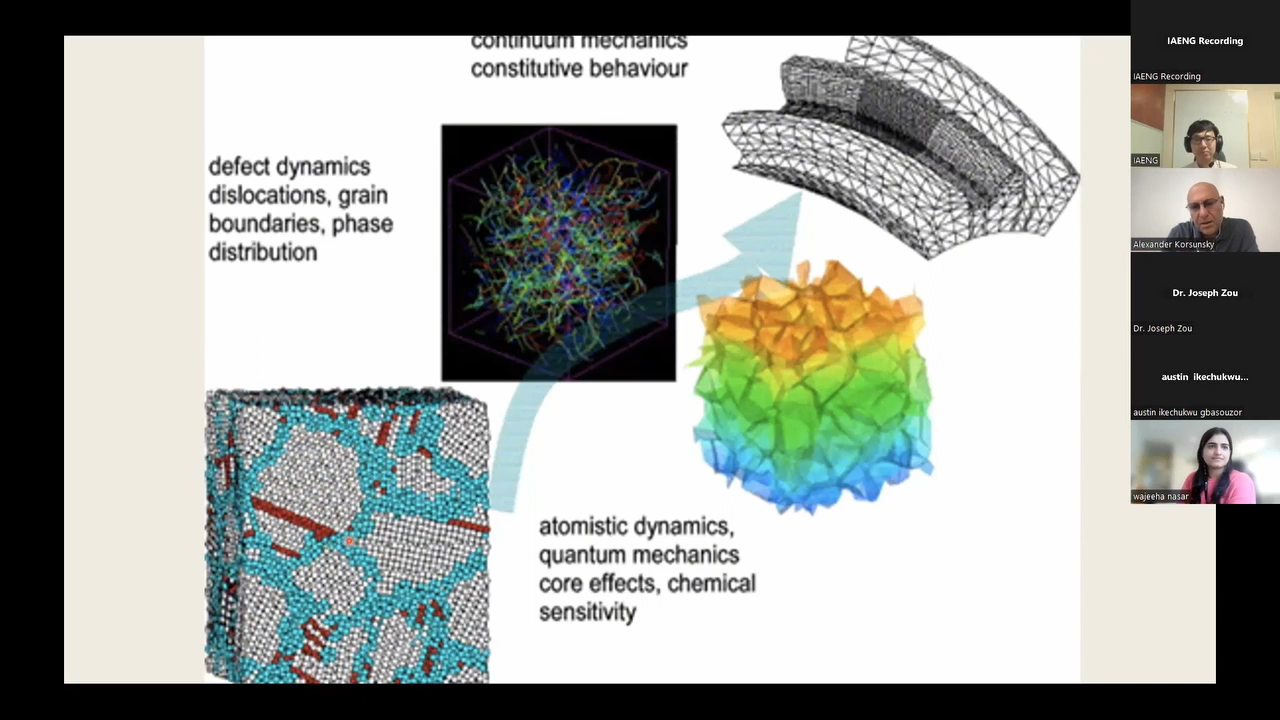 continuum mechanics
constitutive behaviour
defect dynamics
dislocations, grain
boundaries, phase
distribution
atomistic dynamics,
quantum mechanics
core effects, chemical
sensitivity
IAENG Recording
IAENG Recording
IAENG
Alexander Korsunsky
Dr. Joseph Zou
Dr. Joseph Zou
austin ikechukwu...
austin ikechukwu gbasouzor
wajeeha nasar